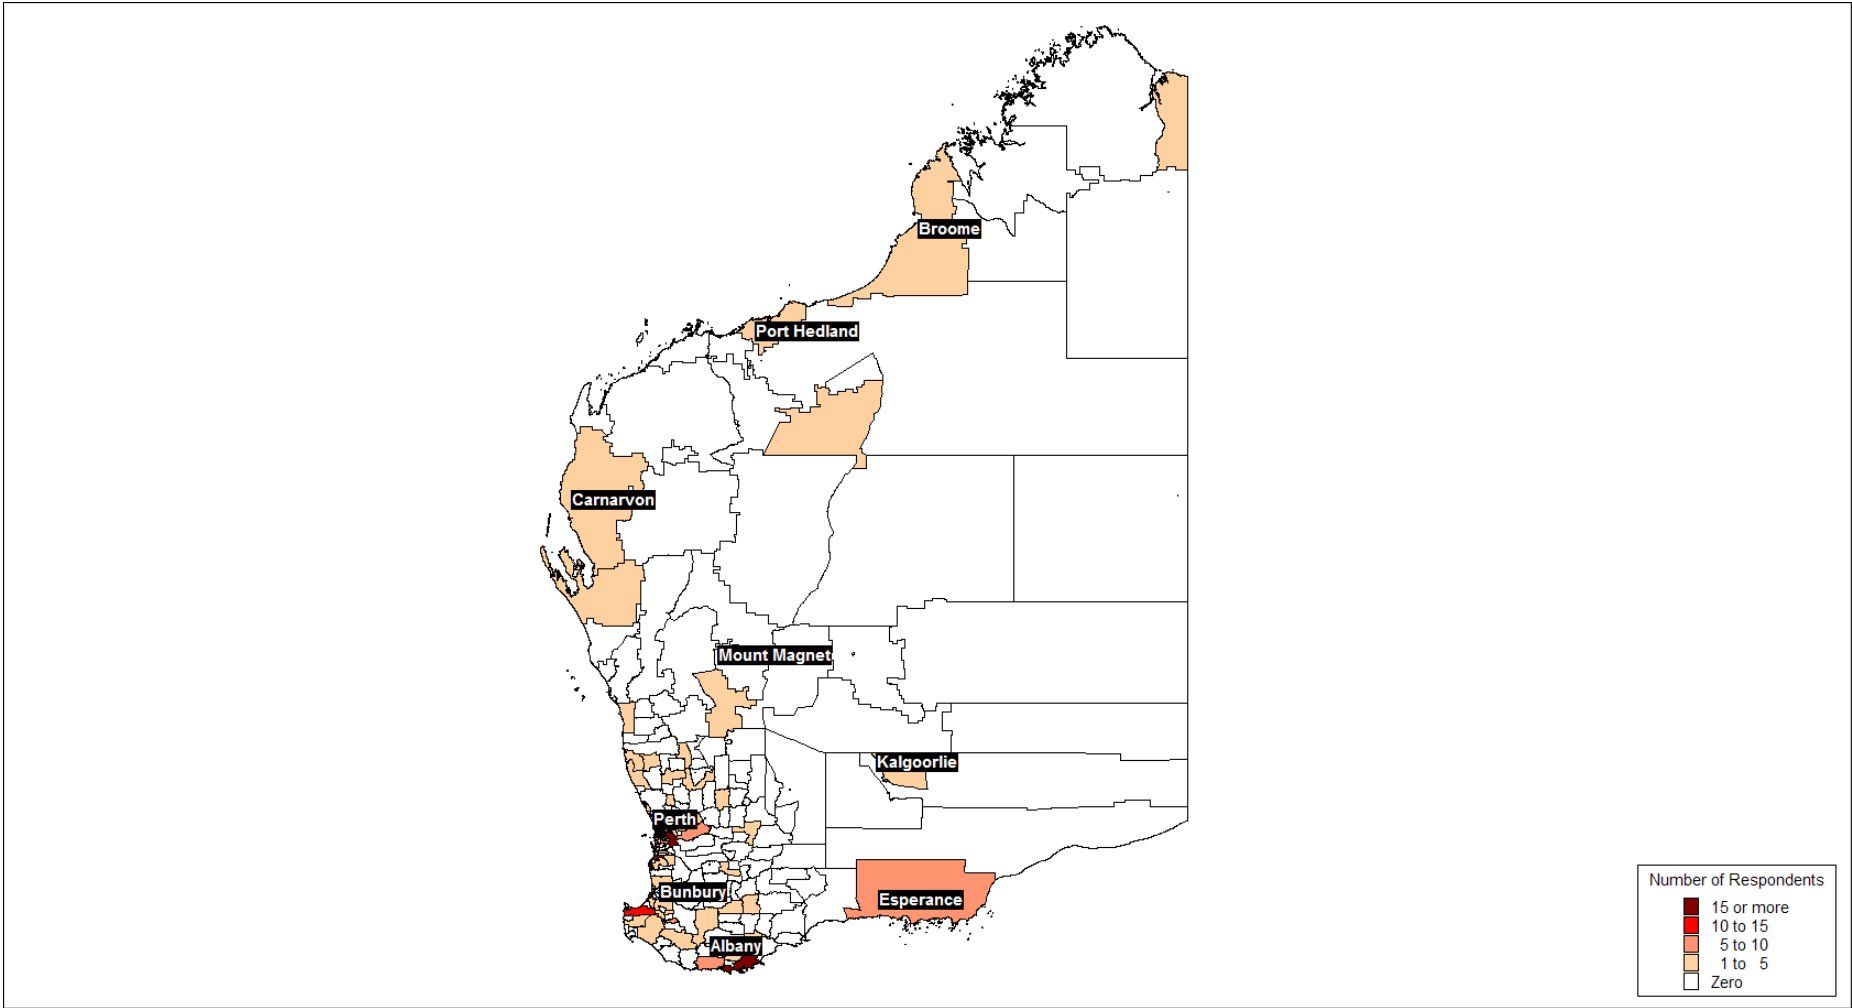 Broome
Port Hedland
Carnarvon
Mount Magnet
Kalgoorlie
Perth
Bunbury
Esperance
Albany
Number of Respondents
15 or more
10 to 15
5 to 10
1 to 5
Zero